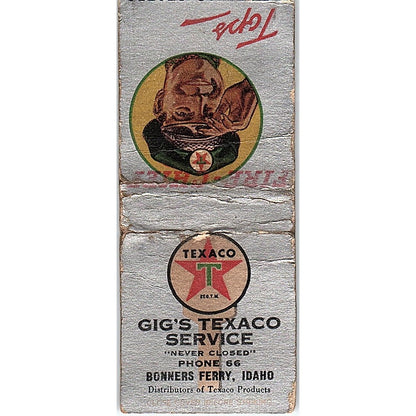 Tops
FIRE-CHIEF
TEXACO
T
REG. T.M.
GIG'S TEXACO
SERVICE
"NEVER CLOSED"
PHONE 66
BONNERS FERRY, IDAHO
Distributors of Texaco Products